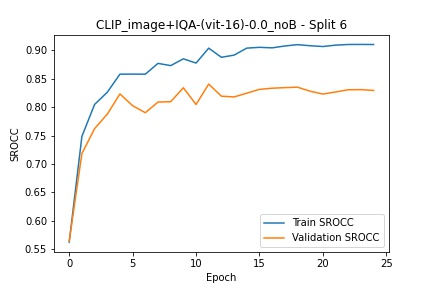 CLIP_image+IQA-(vit-16)-0.0_noB - Split 6
0.90
0.85
0.80
0.75
0.70
0.65
0.60
0.55
SROCC
Train SROCC
Validation SROCC
0 5 10 15 20 25
Epoch